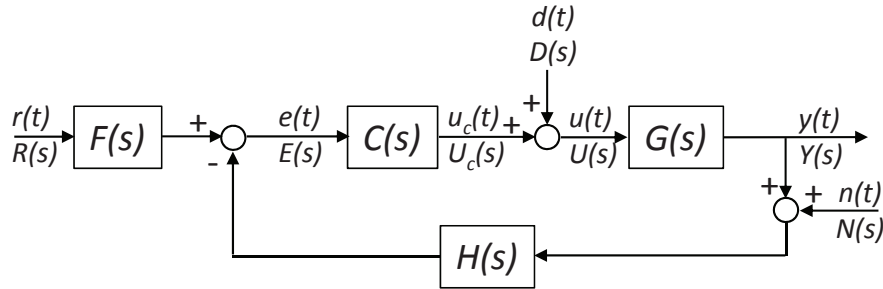 d(t)
D(s)
+
r(t)
R(s)
F(s)
+
-
e(t)
E(s)
C(s)
u_c(t)
U_c(s)
+
u(t)
U(s)
G(s)
y(t)
Y(s)
+
+
n(t)
N(s)
H(s)